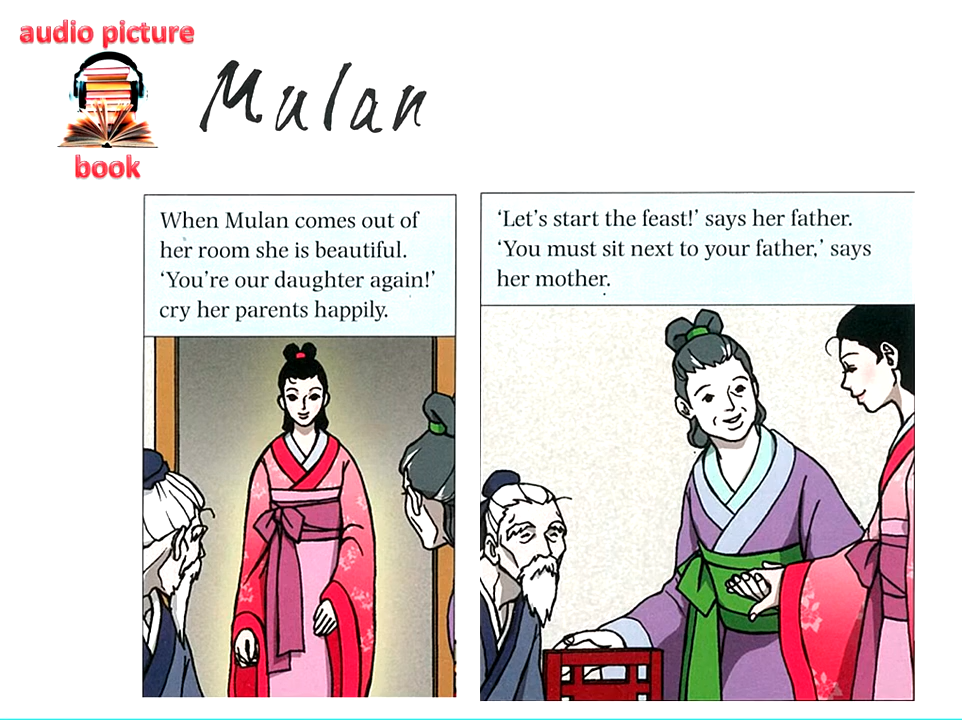 audio picture
book
Mulan
When Mulan comes out of
her room she is beautiful.
‘You’re our daughter again!’
cry her parents happily.
‘Let’s start the feast!’ says her father.
‘You must sit next to your father,’ says
her mother.